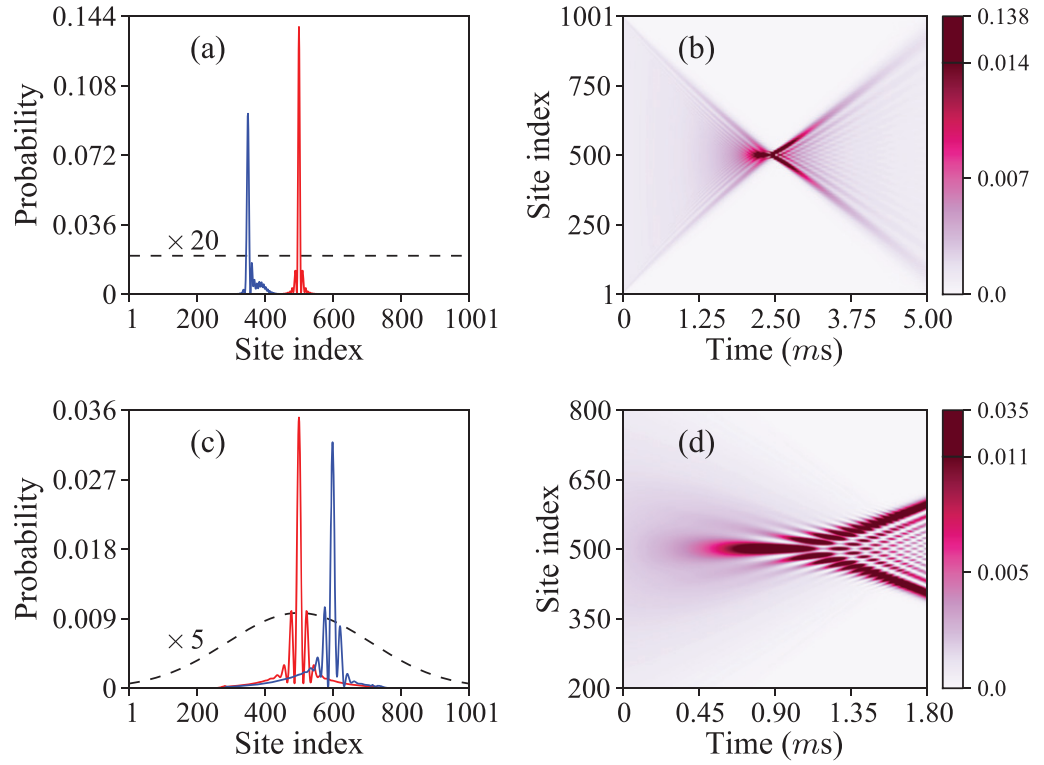 0.144
0.108
0.072
0.036
0
Probability
(a)
× 20
1 200 400 600 1001
Site index
1001
750
500
250
1
Site index
(b)
0 1.25 2.50 3.75 5.00
Time (ms)
0.138
0.014
0.007
0.0
0.036
0.027
0.018
0.009
0
Probability
(c)
× 5
1 200 400 600 1001
Site index
800
650
500
350
200
Site index
(d)
0 0.45 0.90 1.35 1.80
Time (ms)
0.035
0.011
0.005
0.0